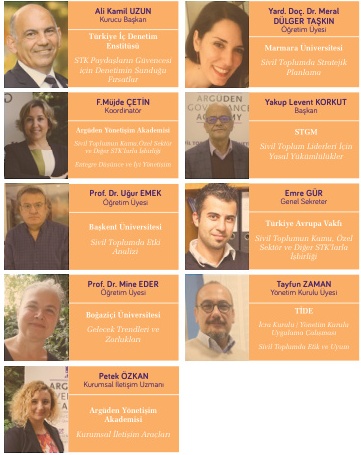 Ali Kamil UZUN
Kurucu Başkan
Türkiye İç Denetim
Enstitüsü
STK Paydaşların Güvencesi
için Denetimin Sunduğu
Fırsatlar
Yard. Doç. Dr. Meral
DÜLGER TAŞKIN
Öğretim Üyesi
Marmara Üniversitesi
Sivil Toplumda Stratejik
Planlama
F.Müjde ÇETİN
Koordinatör
Argüden Yönetişim Akademisi
Sivil Toplumun Kamu, Özel Sektör
ve Diğer STK'larla İşbirliği
Entegre Düşünce ve İyi Yönetişim
Yakup Levent KORKUT
Başkan
STGM
Sivil Toplum Liderleri İçin
Yasal Yükümlülükler
Prof. Dr. Uğur EMEK
Öğretim Üyesi
Başkent Üniversitesi
Sivil Toplumda Etki
Analizi
Emre GÜR
Genel Sekreter
Türkiye Avrupa Vakfı
Sivil Toplumun Kamu, Özel
Sektör ve Diğer STK'larla
İşbirliği
Prof. Dr. Mine EDER
Öğretim Üyesi
Boğaziçi Üniversitesi
Gelecek Trendleri ve
Zorlukları
Tayfun ZAMAN
Yönetim Kurulu Üyesi
TİDE
İcra Kurulu / Yönetim Kurulu
Uygulama Çalışması
Sivil Toplumda Etik ve Uyum
Petek ÖZKAN
Kurumsal İletişim Uzmanı
Argüden Yönetişim
Akademisi
Kurumsal İletişim Araçları